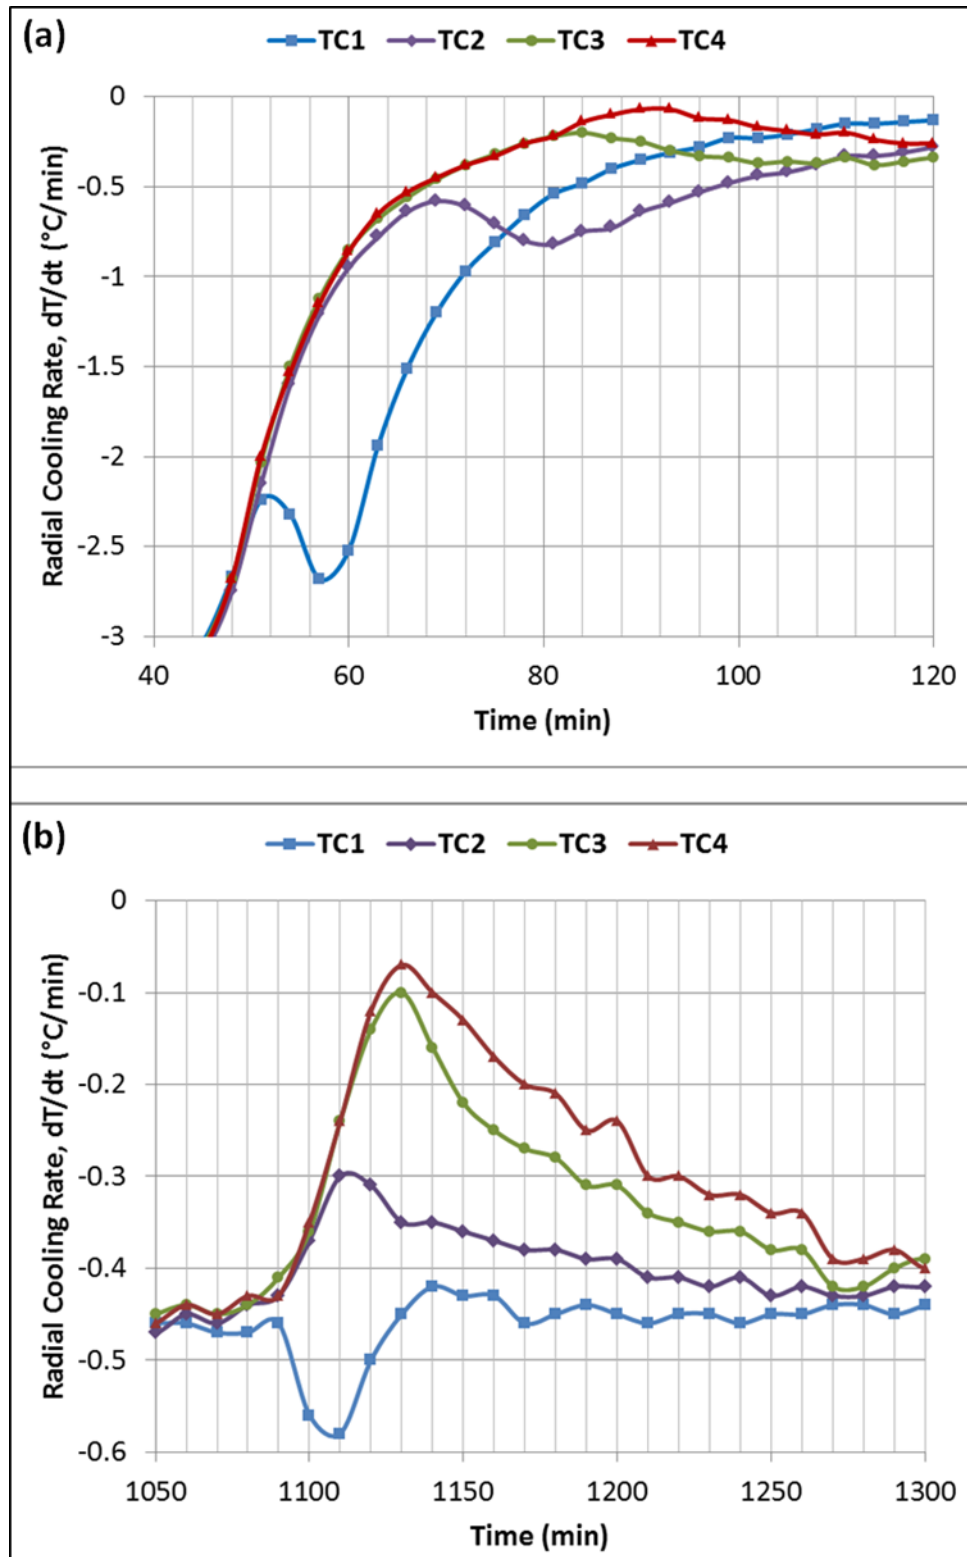 (a)
TC1 TC2 TC3 TC4
Radial Cooling Rate, dT/dt (°C/min)
0
-0.5
-1
-1.5
-2
-2.5
-3
40 60 80 100 120
Time (min)
(b)
TC1 TC2 TC3 TC4
Radial Cooling Rate, dT/dt (°C/min)
0
-0.1
-0.2
-0.3
-0.4
-0.5
-0.6
1050 1100 1150 1200 1250 1300
Time (min)